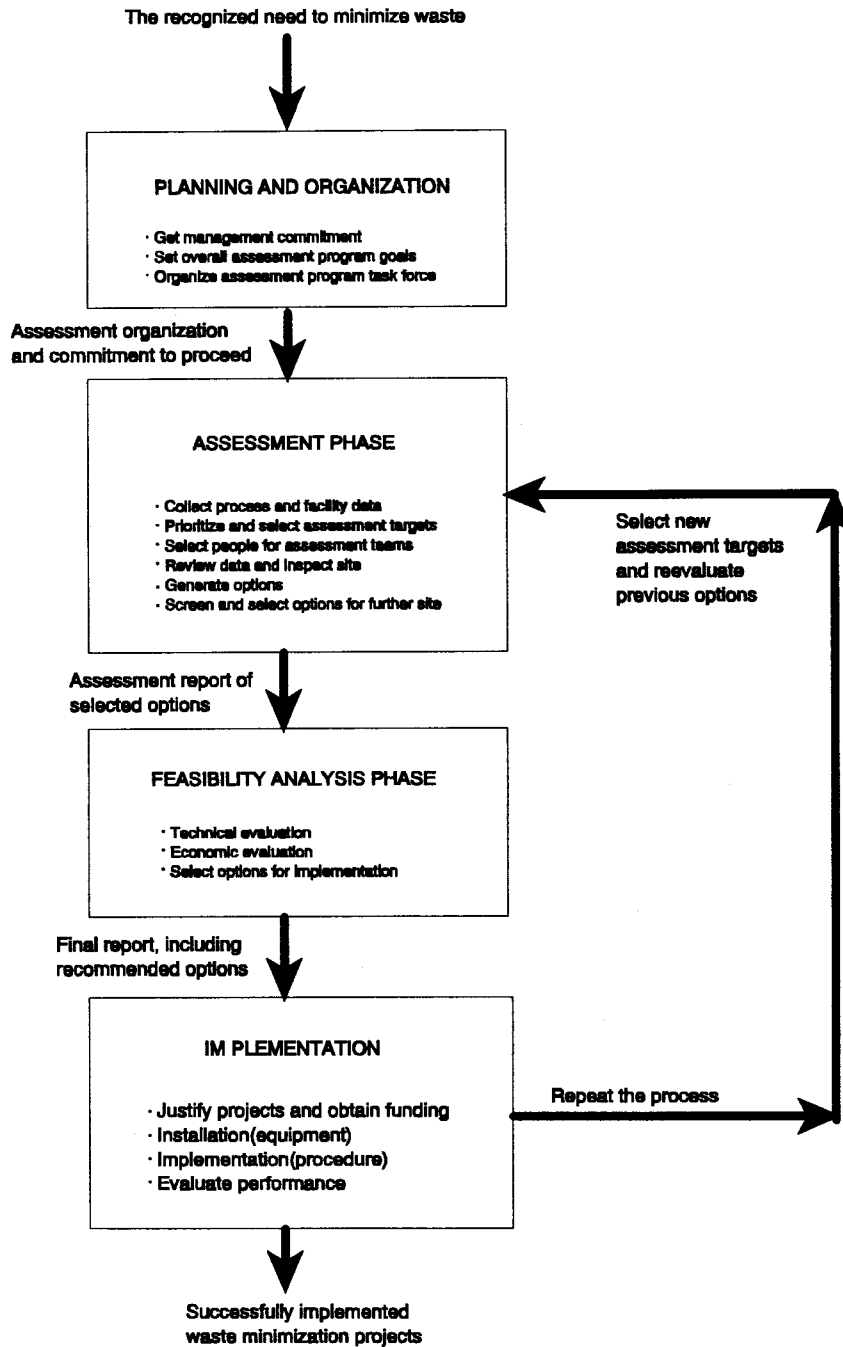 The recognized need to minimize waste
PLANNING AND ORGANIZATION
· Get management commitment
· Set overall assessment program goals
· Organize assessment program task force
Assessment organization
and commitment to proceed
ASSESSMENT PHASE
· Collect process and facility data
· Prioritize and select assessment targets
· Select people for assessment teams
· Review data and inspect site
· Generate options
· Screen and select options for further site
Select new
assessment targets
and reevaluate
previous options
Assessment report of
selected options
FEASIBILITY ANALYSIS PHASE
· Technical evaluation
· Economic evaluation
· Select options for implementation
Final report, including
recommended options
IM PLEMENTATION
· Justify projects and obtain funding
· Installation(equipment)
· Implementation(procedure)
· Evaluate performance
Repeat the process
Successfully implemented
waste minimization projects